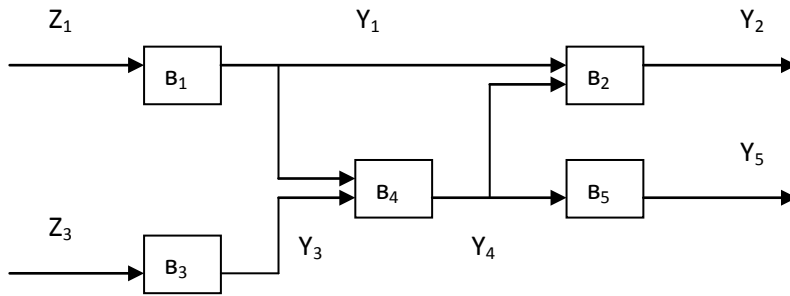 Z₁ Y₁ Y₂
B₁ B₂
Y₅
B₄ B₅
Z₃ Y₃ Y₄
B₃